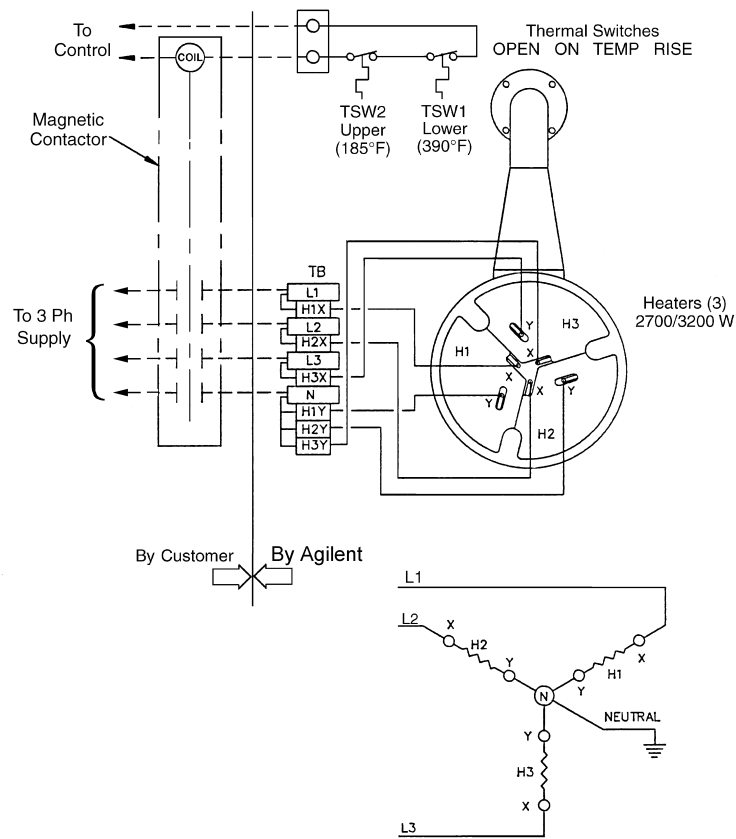 To
Control
COIL
Thermal Switches
OPEN ON TEMP RISE
TSW2
Upper
(185°F)
TSW1
Lower
(390°F)
Magnetic
Contactor
To 3 Ph
Supply
TB
L1
H1X
L2
H2X
L3
H3X
N
H1Y
H2Y
H3Y
Heaters (3)
2700/3200 W
H3
Y
H1
X
X
X
Y
Y
H2
By Customer
By Agilent
L1
L2
X
H2
Y
N
Y
H1
X
NEUTRAL
Y
H3
X
L3